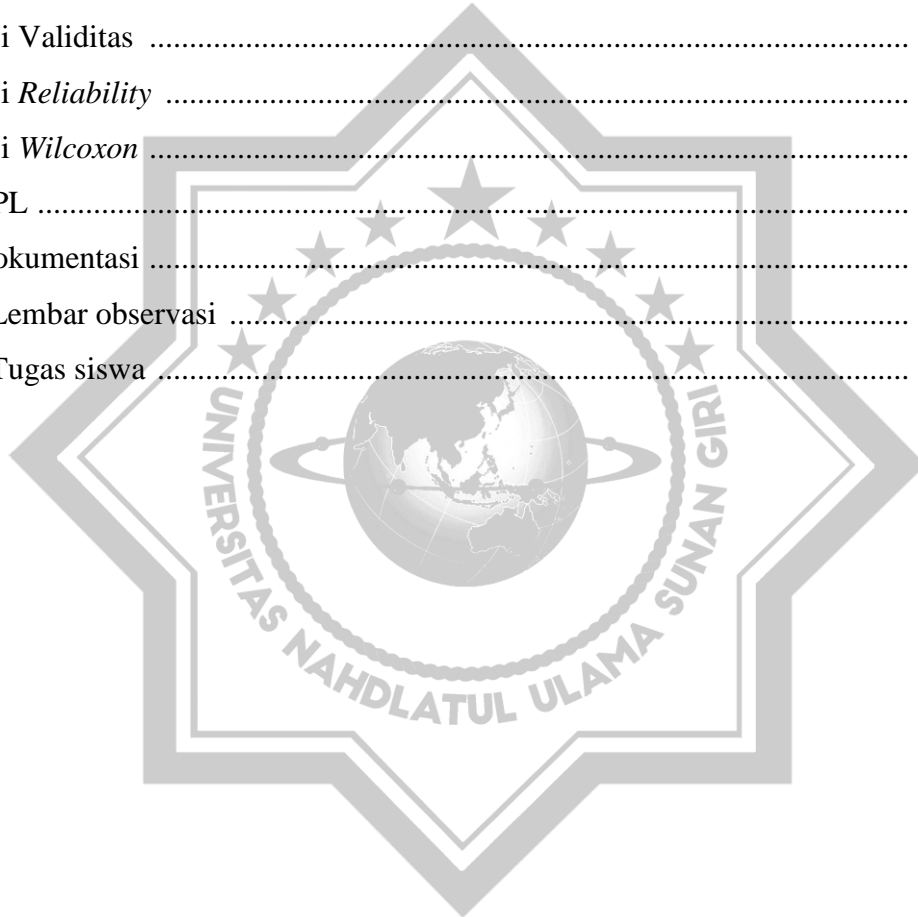 i Validitas ................................................................................................................
i Reliability ..............................................................................................................
i Wilcoxon ................................................................................................................
PL ................................................................................................................................
okumentasi ................................................................................................................
Lembar observasi ......................................................................................................
Tugas siswa ................................................................................................................
UNIVERSITAS NAHDLATUL ULAMA SUNAN GIRI